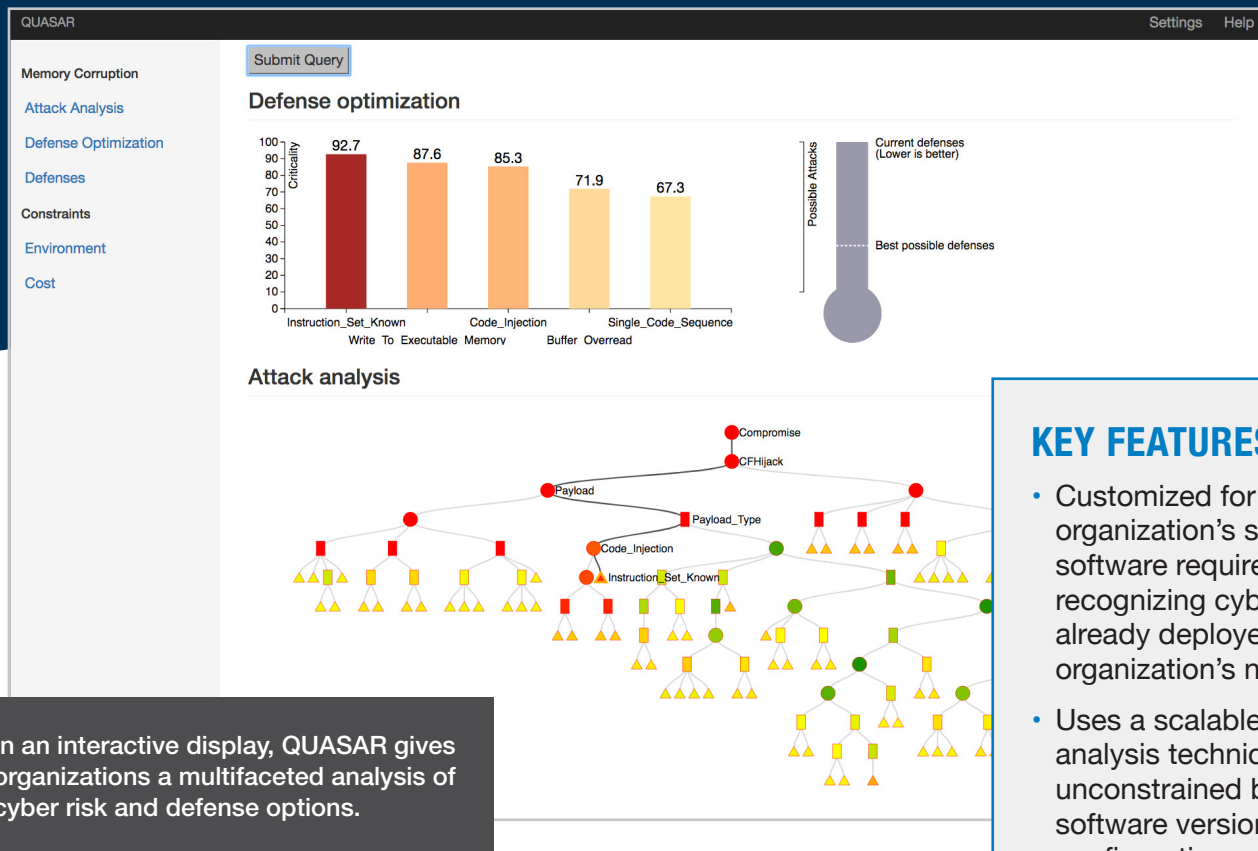 QUASAR
Settings Help
Memory Corruption
Attack Analysis
Defense Optimization
Defenses
Constraints
Environment
Cost
Submit Query
Defense optimization
100
90
80
70
60
50
40
30
20
10
0
Criticality
92.7
87.6
85.3
71.9
67.3
Instruction_Set_Known
Write To Executable Memory
Code_Injection
Buffer Overread
Single_Code_Sequence
Possible Attacks
Current defenses
(Lower is better)
Best possible defenses
Attack analysis
Compromise
CFHijack
Payload
Payload_Type
Code_Injection
Instruction_Set_Known
In an interactive display, QUASAR gives
organizations a multifaceted analysis of
cyber risk and defense options.
KEY FEATURES
• Customized for
organization's s
software require
recognizing cyb
already deploye
organization's n
• Uses a scalable
analysis techni
unconstrained b
software version